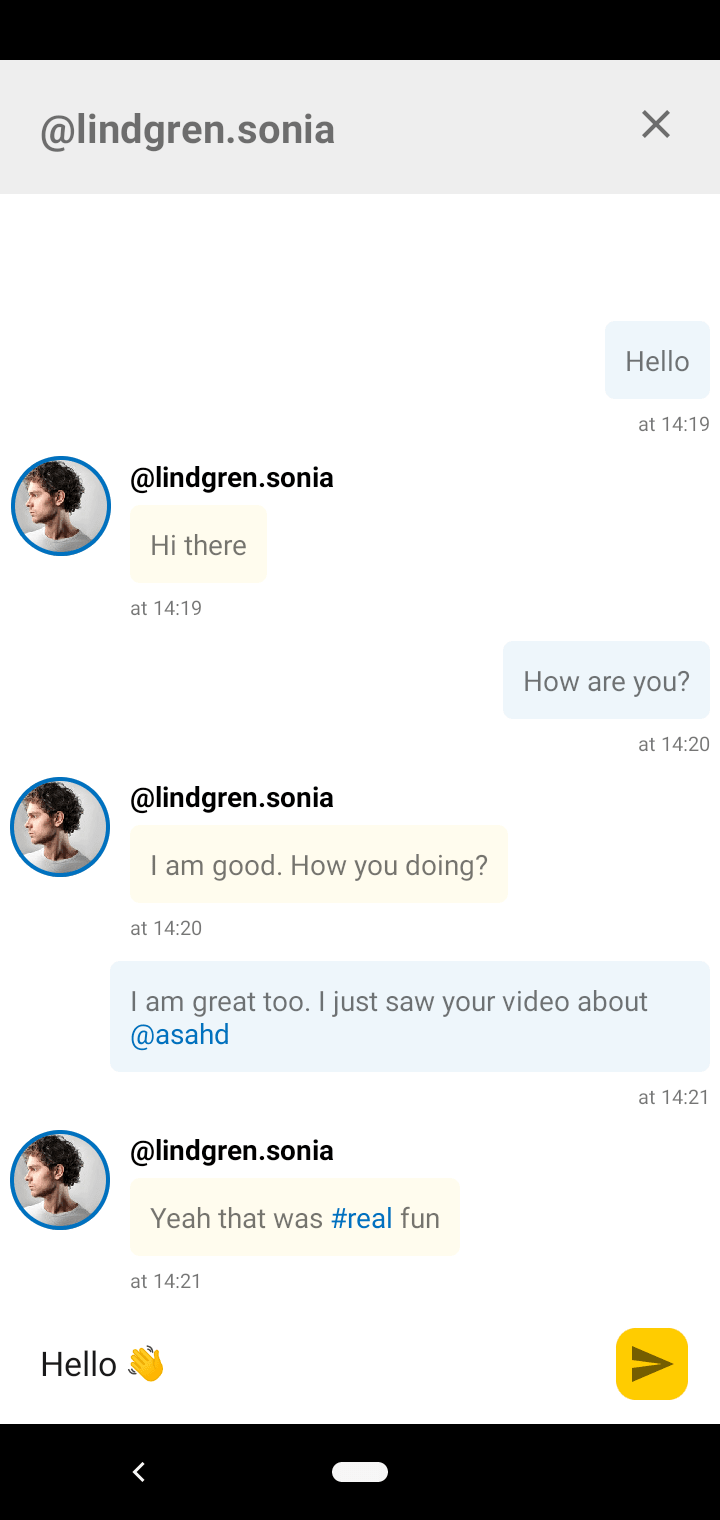 @lindgren.sonia
Hello
at 14:19
@lindgren.sonia
Hi there
at 14:19
How are you?
at 14:20
@lindgren.sonia
I am good. How you doing?
at 14:20
I am great too. I just saw your video about
@asahd
at 14:21
@lindgren.sonia
Yeah that was #real fun
at 14:21
Hello 👋